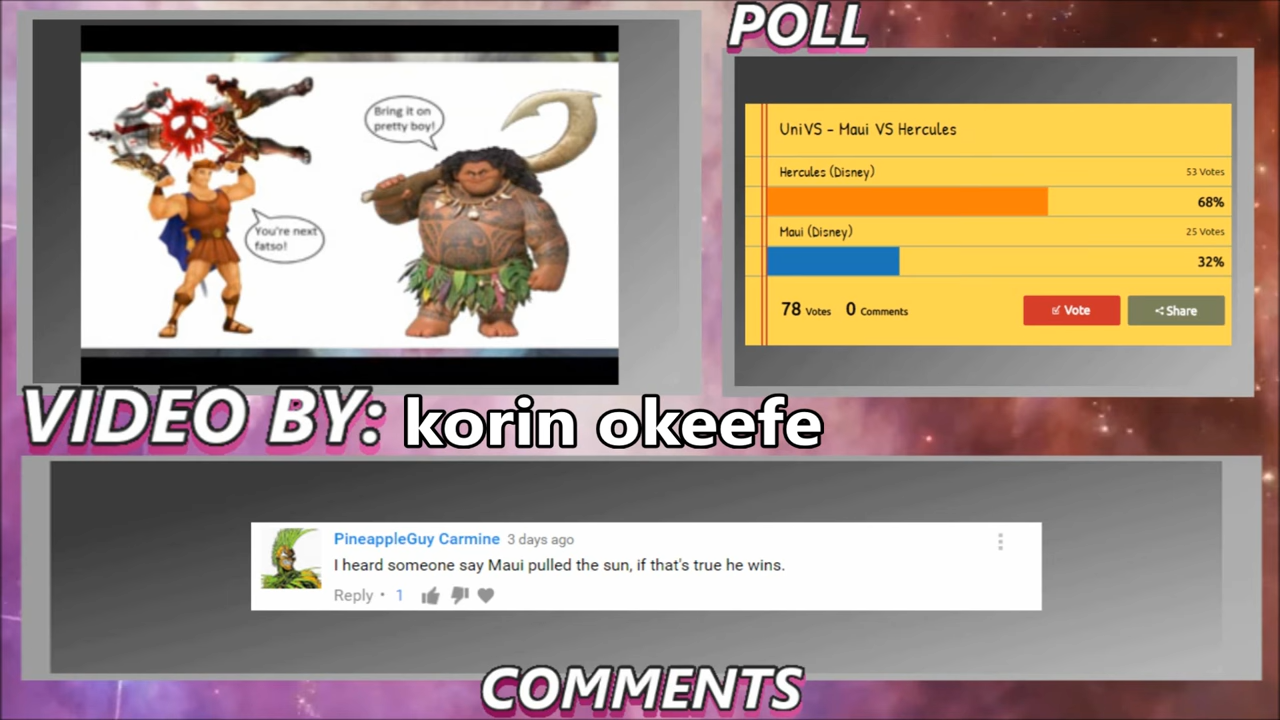 POLL
Bring it on
pretty boy!
You're next
fatso!
UniVS - Maui VS Hercules
Hercules (Disney) 53 Votes
68%
Maui (Disney) 25 Votes
32%
78 Votes 0 Comments Vote Share
VIDEO BY: korin okeefe
PineappleGuy Carmine 3 days ago
I heard someone say Maui pulled the sun, if that's true he wins.
Reply • 1
COMMENTS